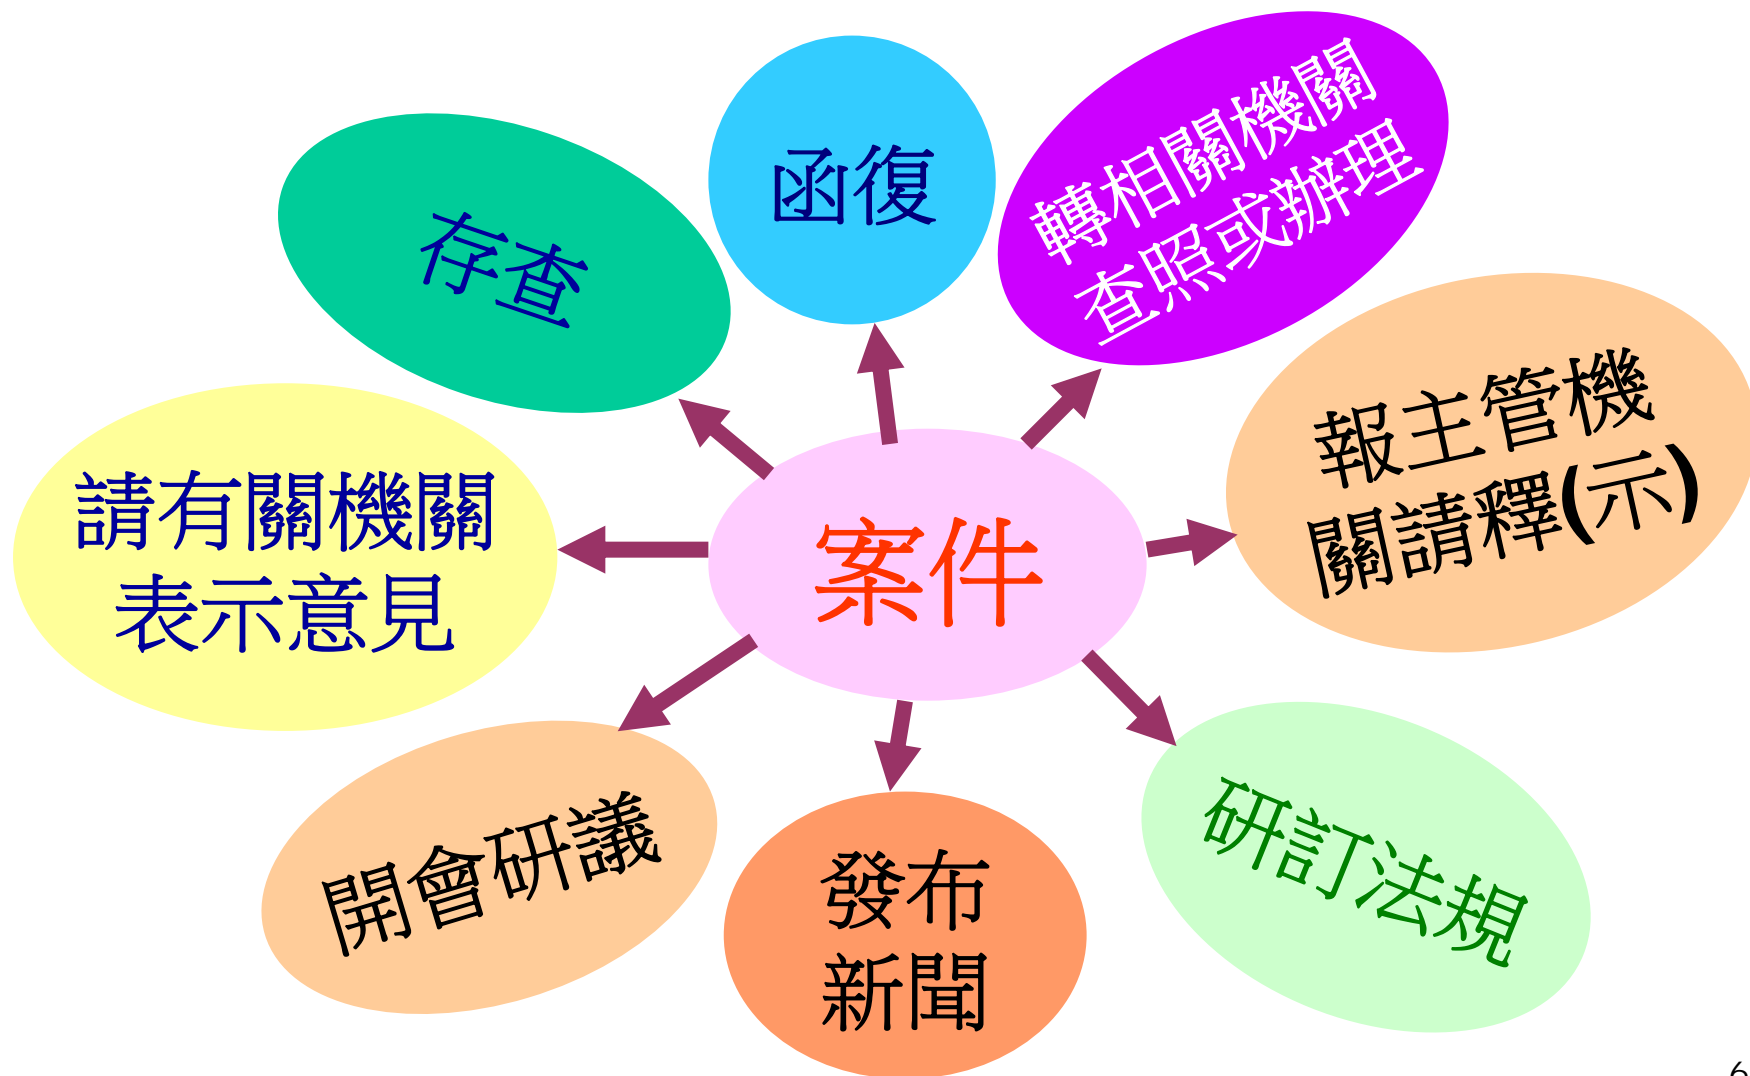 函復
轉相關機關
查照或辦理
存查
報主管機
關請釋(示)
請有關機關
表示意見
案件
開會研議
發布
新聞
研訂法規
6